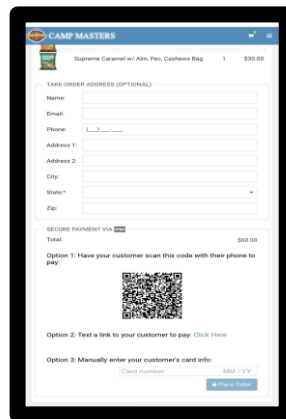 CAMP MASTERS
Supreme Caramel w/ Alm, Pec, Cashews Bag 1 $30.00
TAKE-ORDER ADDRESS (OPTIONAL)
Name:
Email:
Phone: (___) ___-____
Address 1:
Address 2:
City:
State:*
Zip:
SECURE PAYMENT VIA
Total: $60.00
Option 1: Have your customer scan this code with their phone to
pay:
Option 2: Text a link to your customer to pay: Click Here
Option 3: Manually enter your customer's card info:
Card number MM / YY
Place Order